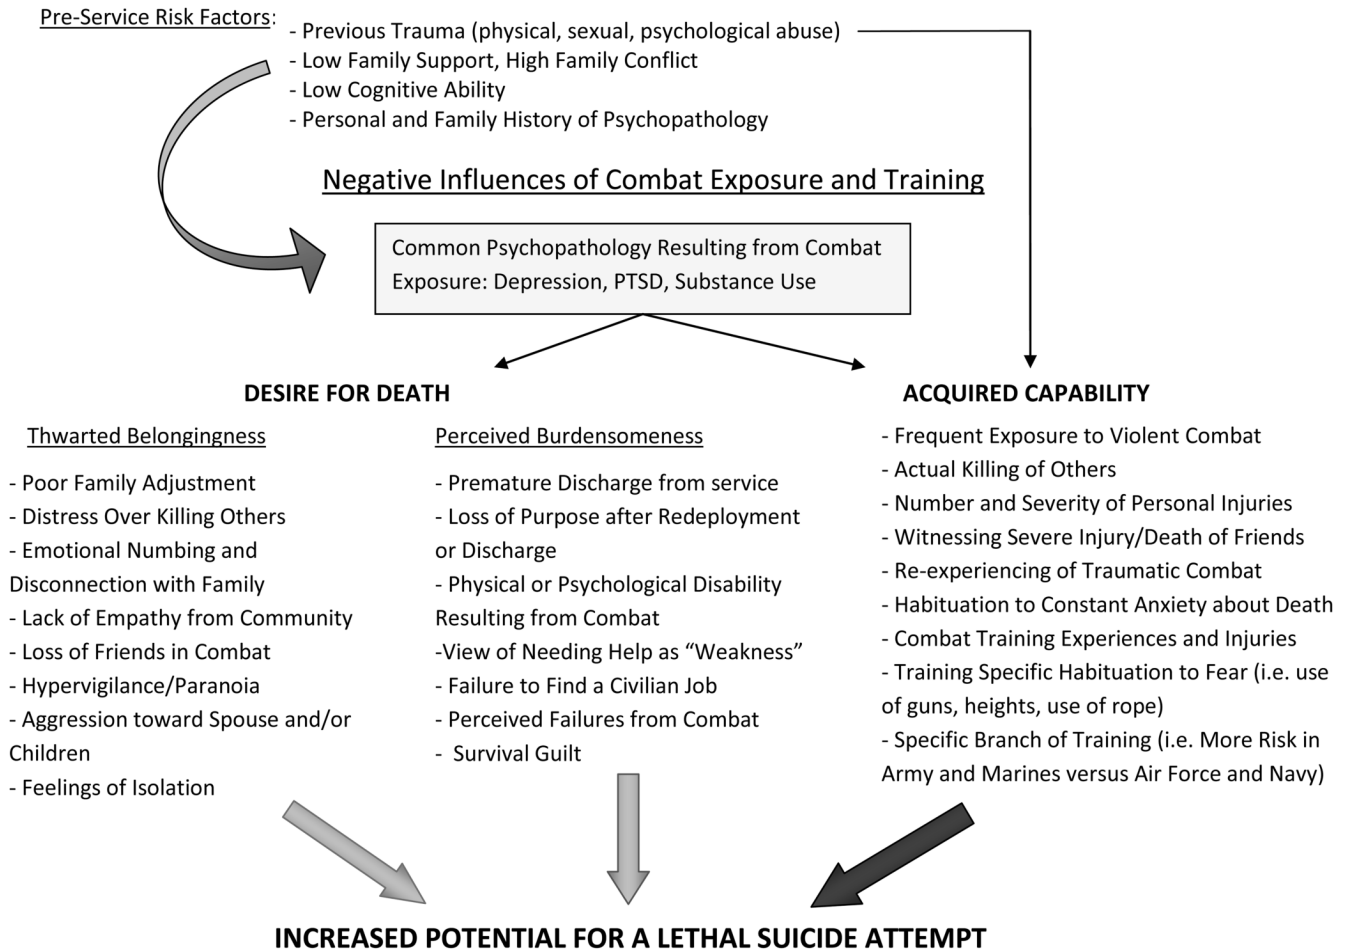 Pre-Service Risk Factors:
- Previous Trauma (physical, sexual, psychological abuse)
- Low Family Support, High Family Conflict
- Low Cognitive Ability
- Personal and Family History of Psychopathology
Negative Influences of Combat Exposure and Training
Common Psychopathology Resulting from Combat
Exposure: Depression, PTSD, Substance Use
DESIRE FOR DEATH
Thwarted Belongingness
- Poor Family Adjustment
- Distress Over Killing Others
- Emotional Numbing and
Disconnection with Family
- Lack of Empathy from Community
- Loss of Friends in Combat
- Hypervigilance/Paranoia
- Aggression toward Spouse and/or
Children
- Feelings of Isolation
Perceived Burdensomeness
- Premature Discharge from service
- Loss of Purpose after Redeployment
or Discharge
- Physical or Psychological Disability
Resulting from Combat
-View of Needing Help as “Weakness”
- Failure to Find a Civilian Job
- Perceived Failures from Combat
- Survival Guilt
ACQUIRED CAPABILITY
- Frequent Exposure to Violent Combat
- Actual Killing of Others
- Number and Severity of Personal Injuries
- Witnessing Severe Injury/Death of Friends
- Re-experiencing of Traumatic Combat
- Habituation to Constant Anxiety about Death
- Combat Training Experiences and Injuries
- Training Specific Habituation to Fear (i.e. use
of guns, heights, use of rope)
- Specific Branch of Training (i.e. More Risk in
Army and Marines versus Air Force and Navy)
INCREASED POTENTIAL FOR A LETHAL SUICIDE ATTEMPT